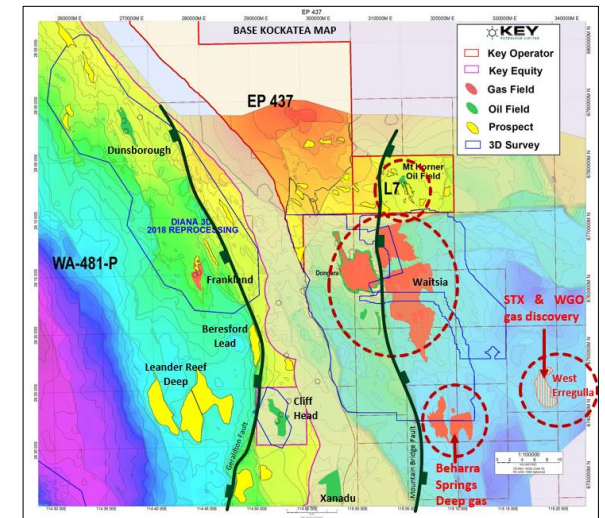 EP 437
260000M E
270000M E
280000M E
290000M E
300000M E
310000M E
320000M E
330000M E
340000M E
BASE KOCKATEA MAP
KEY
PETROLEUM LIMITED
Key Operator
Key Equity
Gas Field
Oil Field
Prospect
3D Survey
EP 437
Dunsborough
Mt Horner
Oil Field
L7
DIANA 3D
2018 REPROCESSING
WA-481-P
Frankland
Dongara
Waitsia
STX & WGO
gas discovery
Beresford
Lead
Leander Reef
Deep
West
Erregulla
Cliff
Head
Geraldton Fault
Mountain Bridge Fault
1:100000
Beharra
Springs
Deep gas
Xanadu